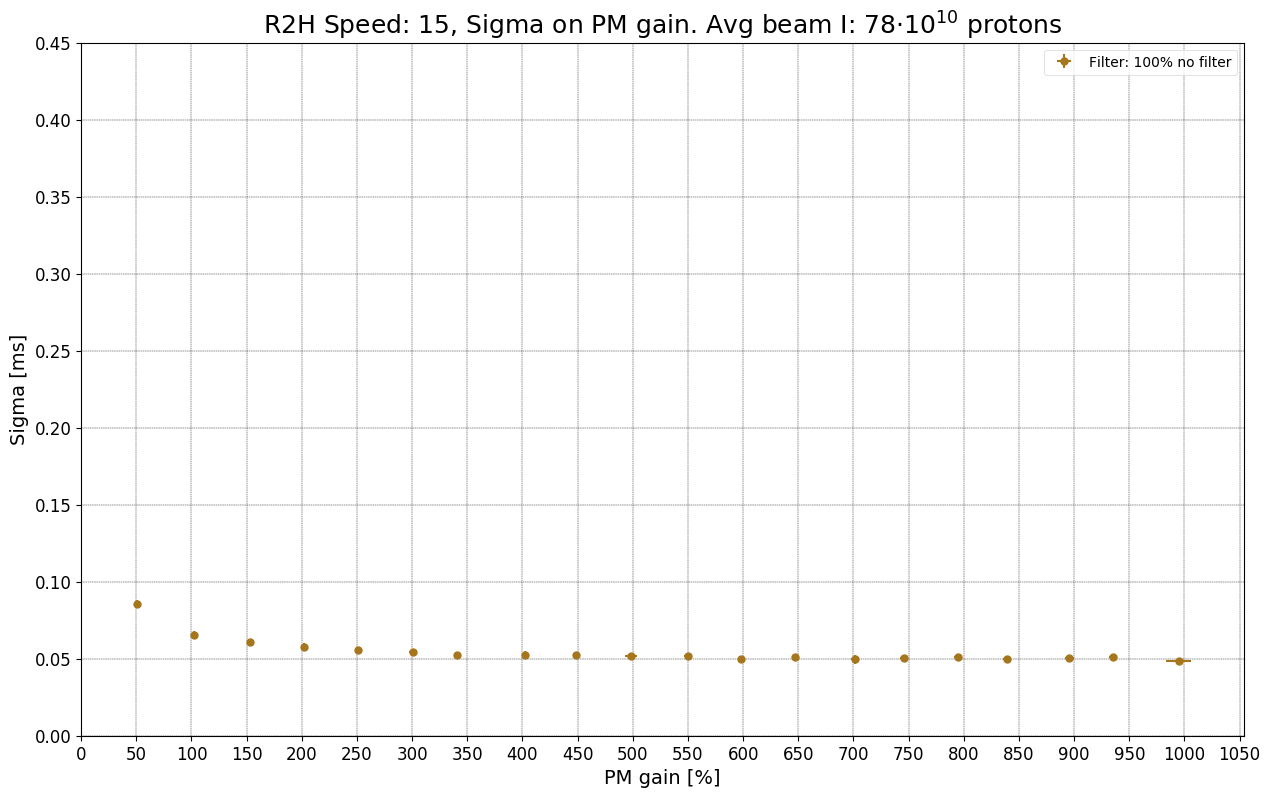 R2H Speed: 15, Sigma on PM gain. Avg beam I: 78·10¹⁰ protons
Filter: 100% no filter
0.45
0.40
0.35
0.30
0.25
0.20
0.15
0.10
0.05
0.00
Sigma [ms]
0 50 100 150 200 250 300 350 400 450 500 550 600 650 700 750 800 850 900 950 1000 1050
PM gain [%]